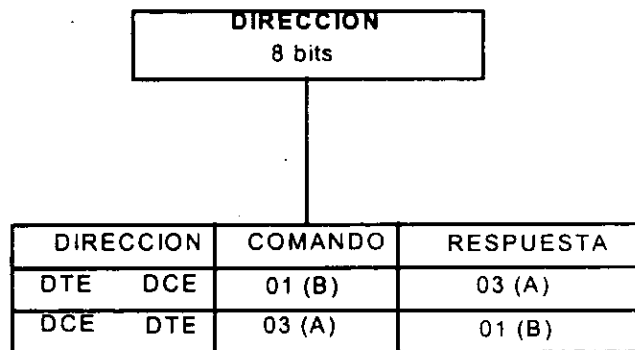 DIRECCION
8 bits
DIRECCION COMANDO RESPUESTA
DTE DCE 01 (B) 03 (A)
DCE DTE 03 (A) 01 (B)